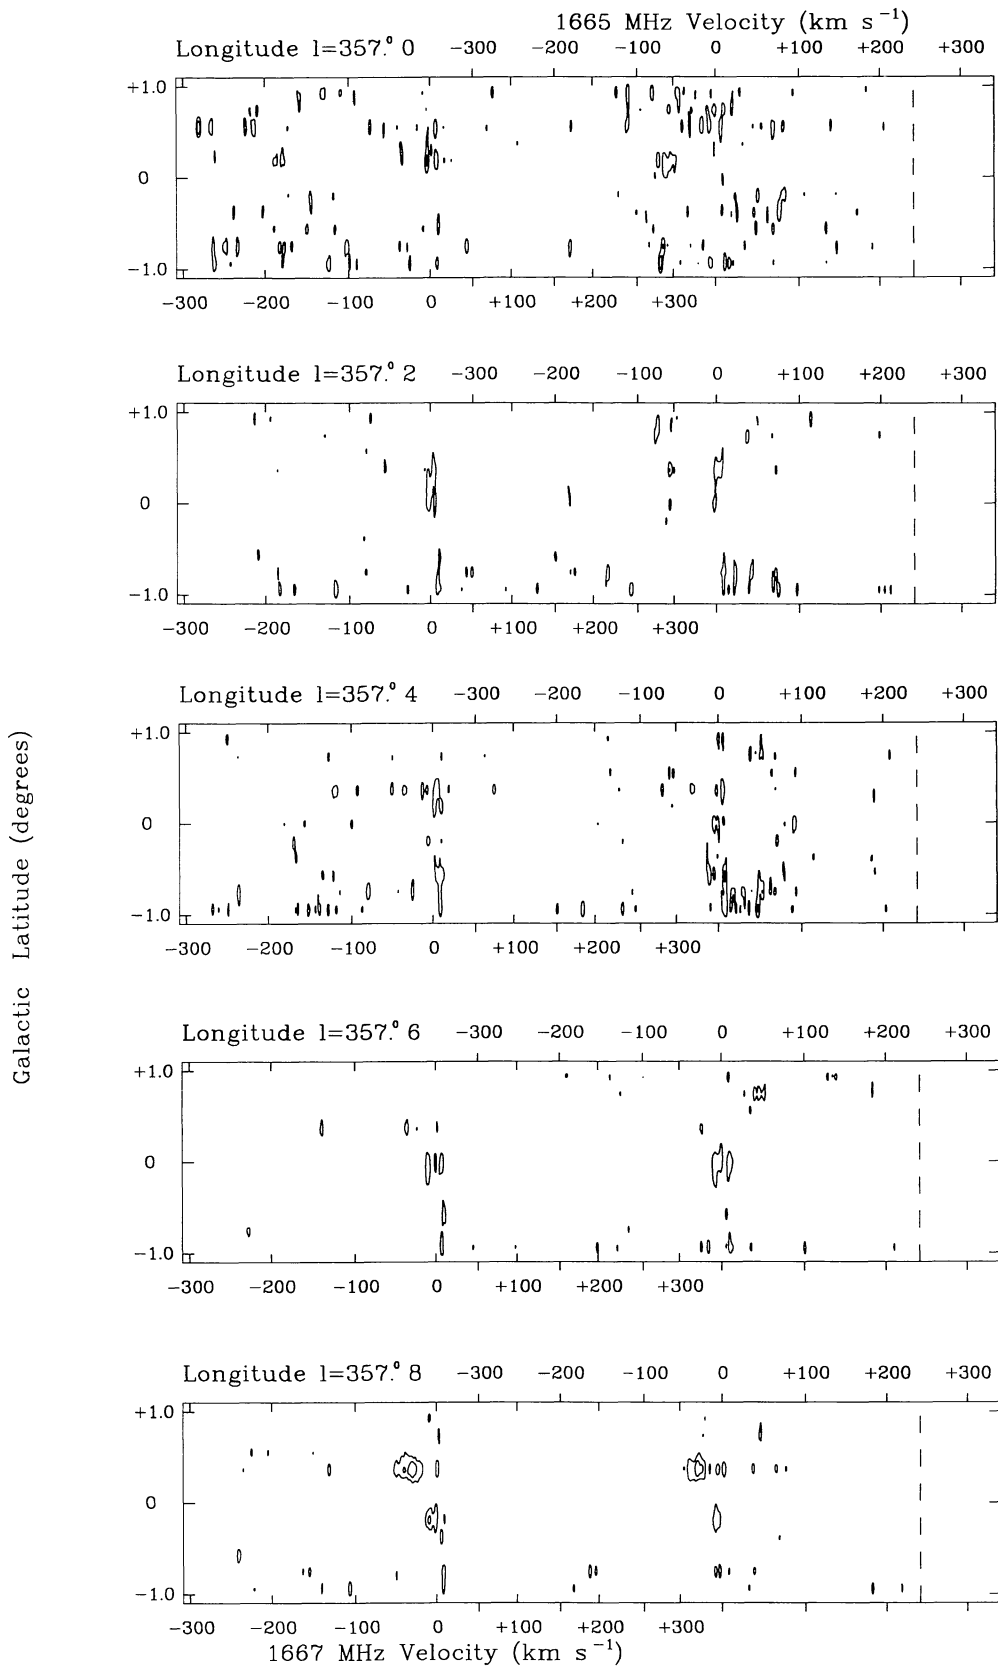 1665 MHz Velocity (km s⁻¹)
Longitude l=357.°0 -300 -200 -100 0 +100 +200 +300
+1.0
0
-1.0
-300 -200 -100 0 +100 +200 +300
Longitude l=357.°2 -300 -200 -100 0 +100 +200 +300
+1.0
0
-1.0
-300 -200 -100 0 +100 +200 +300
Longitude l=357.°4 -300 -200 -100 0 +100 +200 +300
+1.0
0
-1.0
-300 -200 -100 0 +100 +200 +300
Galactic Latitude (degrees)
Longitude l=357.°6 -300 -200 -100 0 +100 +200 +300
+1.0
0
-1.0
-300 -200 -100 0 +100 +200 +300
Longitude l=357.°8 -300 -200 -100 0 +100 +200 +300
+1.0
0
-1.0
-300 -200 -100 0 +100 +200 +300
1667 MHz Velocity (km s⁻¹)